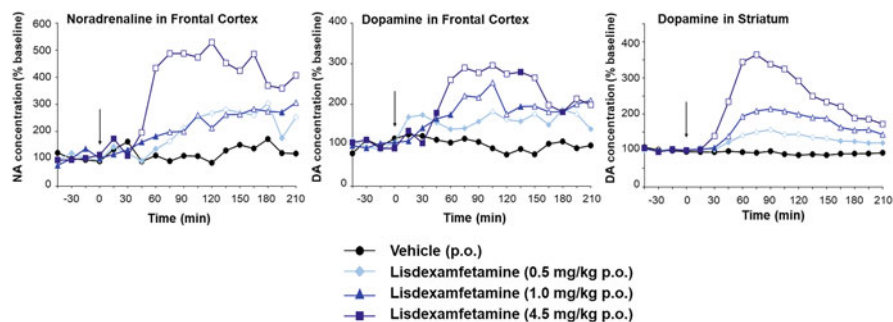 Noradrenaline in Frontal Cortex
NA concentration (% baseline)
600
500
400
300
200
100
0
-30 0 30 60 90 120 150 180 210
Time (min)
Dopamine in Frontal Cortex
DA concentration (% baseline)
400
300
200
100
0
-30 0 30 60 90 120 150 180 210
Time (min)
Dopamine in Striatum
DA concentration (% baseline)
400
300
200
100
0
-30 0 30 60 90 120 150 180 210
Time (min)
Vehicle (p.o.)
Lisdexamfetamine (0.5 mg/kg p.o.)
Lisdexamfetamine (1.0 mg/kg p.o.)
Lisdexamfetamine (4.5 mg/kg p.o.)